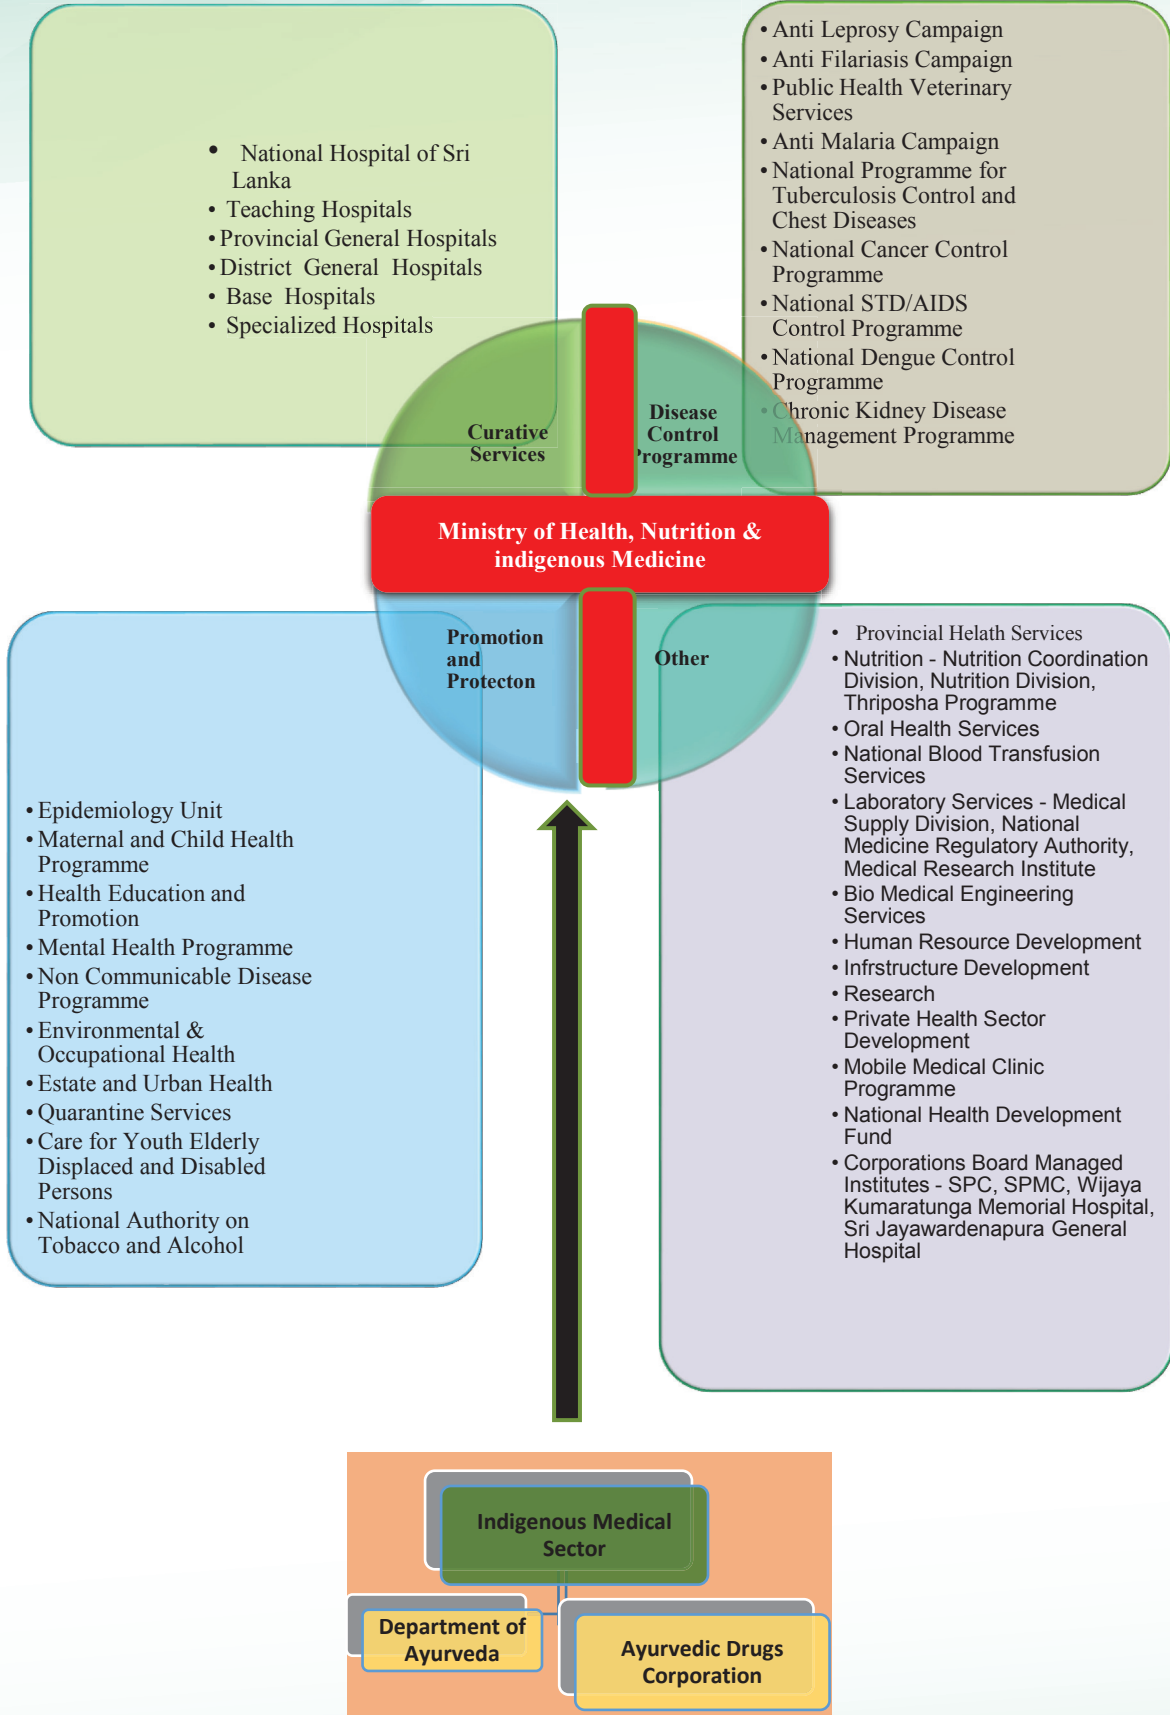 • National Hospital of Sri
Lanka
• Teaching Hospitals
• Provincial General Hospitals
• District General Hospitals
• Base Hospitals
• Specialized Hospitals
• Anti Leprosy Campaign
• Anti Filariasis Campaign
• Public Health Veterinary
Services
• Anti Malaria Campaign
• National Programme for
Tuberculosis Control and
Chest Diseases
• National Cancer Control
Programme
• National STD/AIDS
Control Programme
• National Dengue Control
Programme
• Chronic Kidney Disease
Management Programme
Curative
Services
Disease
Control
Programme
Ministry of Health, Nutrition &
indigenous Medicine
Promotion
and
Protecton
Other
• Epidemiology Unit
• Maternal and Child Health
Programme
• Health Education and
Promotion
• Mental Health Programme
• Non Communicable Disease
Programme
• Environmental &
Occupational Health
• Estate and Urban Health
• Quarantine Services
• Care for Youth Elderly
Displaced and Disabled
Persons
• National Authority on
Tobacco and Alcohol
• Provincial Helath Services
• Nutrition - Nutrition Coordination
Division, Nutrition Division,
Thriposha Programme
• Oral Health Services
• National Blood Transfusion
Services
• Laboratory Services - Medical
Supply Division, National
Medicine Regulatory Authority,
Medical Research Institute
• Bio Medical Engineering
Services
• Human Resource Development
• Infrstructure Development
• Research
• Private Health Sector
Development
• Mobile Medical Clinic
Programme
• National Health Development
Fund
• Corporations Board Managed
Institutes - SPC, SPMC, Wijaya
Kumaratunga Memorial Hospital,
Sri Jayawardenapura General
Hospital
Indigenous Medical
Sector
Department of
Ayurveda
Ayurvedic Drugs
Corporation